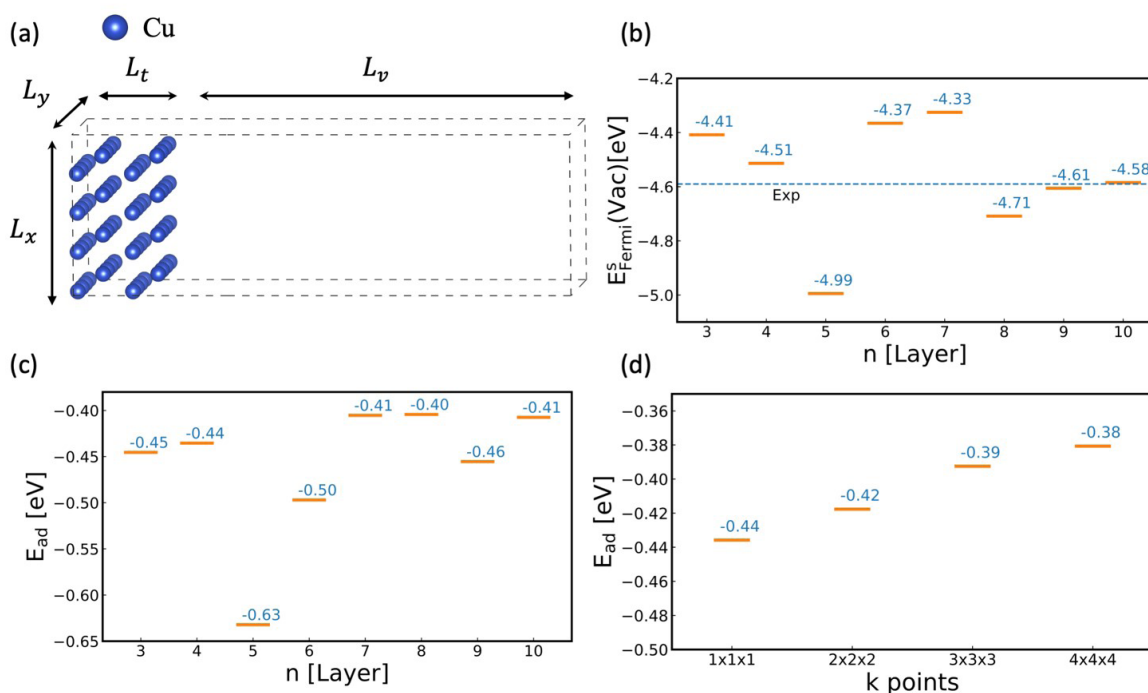 (a)
Cu
L_t
L_v
L_y
L_x
(b)
E^s_Fermi(Vac)[eV]
−4.2
−4.4
−4.6
−4.8
−5.0
-4.41
-4.51
-4.99
-4.37
-4.33
-4.71
-4.61
-4.58
Exp
3 4 5 6 7 8 9 10
n [Layer]
(c)
E_ad [eV]
−0.40
−0.45
−0.50
−0.55
−0.60
−0.65
-0.45
-0.44
-0.63
-0.50
-0.41
-0.40
-0.46
-0.41
3 4 5 6 7 8 9 10
n [Layer]
(d)
E_ad [eV]
−0.36
−0.38
−0.40
−0.42
−0.44
−0.46
−0.48
−0.50
-0.44
-0.42
-0.39
-0.38
1x1x1 2x2x2 3x3x3 4x4x4
k points